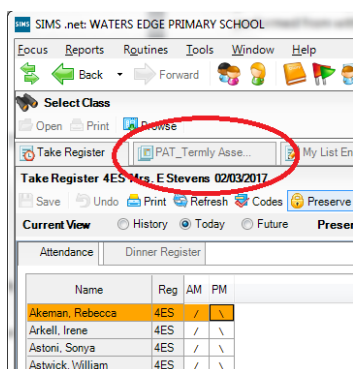 SIMS .net: WATERS EDGE PRIMARY SCHOOL
Focus Reports Routines Tools Window Help
Back Forward
Select Class
Open Print Browse
Take Register PAT_Termly Asse... My List En
Take Register 4ES Mrs. E Stevens 02/03/2017
Save Undo Print Refresh Codes Preserve
Current View History Today Future Preser
Attendance Dinner Register
Name Reg AM PM
Akeman, Rebecca 4ES / \
Arkell, Irene 4ES / \
Astoni, Sonya 4ES / \
Astwick, William 4ES / \